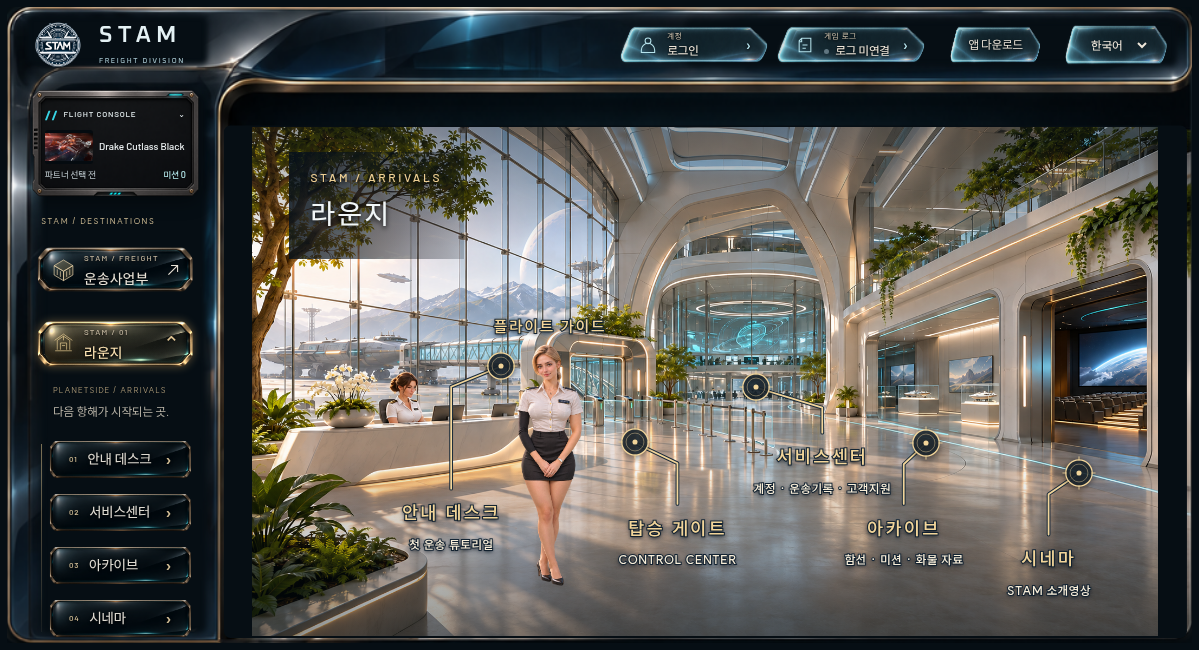 STAM
STAM
FREIGHT DIVISION
계정
로그인
게임 로그
로그 미연결
앱 다운로드
한국어
// FLIGHT CONSOLE
Drake Cutlass Black
파트너 선택 전
미션 0
STAM / DESTINATIONS
STAM / FREIGHT
운송사업부
STAM / 01
라운지
PLANETSIDE / ARRIVALS
다음 항해가 시작되는 곳.
01 안내 데스크
02 서비스센터
03 아카이브
04 시네마
STAM / ARRIVALS
라운지
플라이트 가이드
안내 데스크
첫 운송 튜토리얼
탑승 게이트
CONTROL CENTER
서비스센터
계정 · 운송기록 · 고객지원
아카이브
함선 · 미션 · 화물 자료
시네마
STAM 소개영상